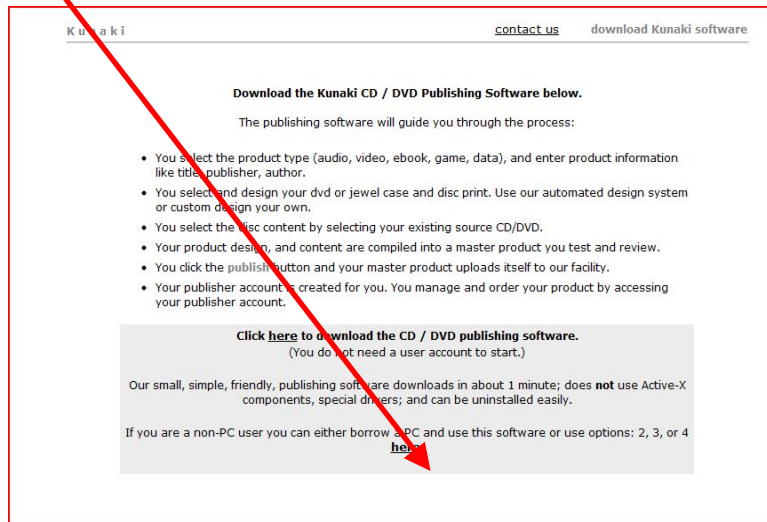 Kunaki contact us download Kunaki software
Download the Kunaki CD / DVD Publishing Software below.
The publishing software will guide you through the process:
• You select the product type (audio, video, ebook, game, data), and enter product information
like title, publisher, author.
• You select and design your dvd or jewel case and disc print. Use our automated design system
or custom design your own.
• You select the disc content by selecting your existing source CD/DVD.
• Your product design, and content are compiled into a master product you test and review.
• You click the publish button and your master product uploads itself to our facility.
• Your publisher account is created for you. You manage and order your product by accessing
your publisher account.
Click here to download the CD / DVD publishing software.
(You do not need a user account to start.)
Our small, simple, friendly, publishing software downloads in about 1 minute; does not use Active-X
components, special drivers; and can be uninstalled easily.
If you are a non-PC user you can either borrow a PC and use this software or use options: 2, 3, or 4
here